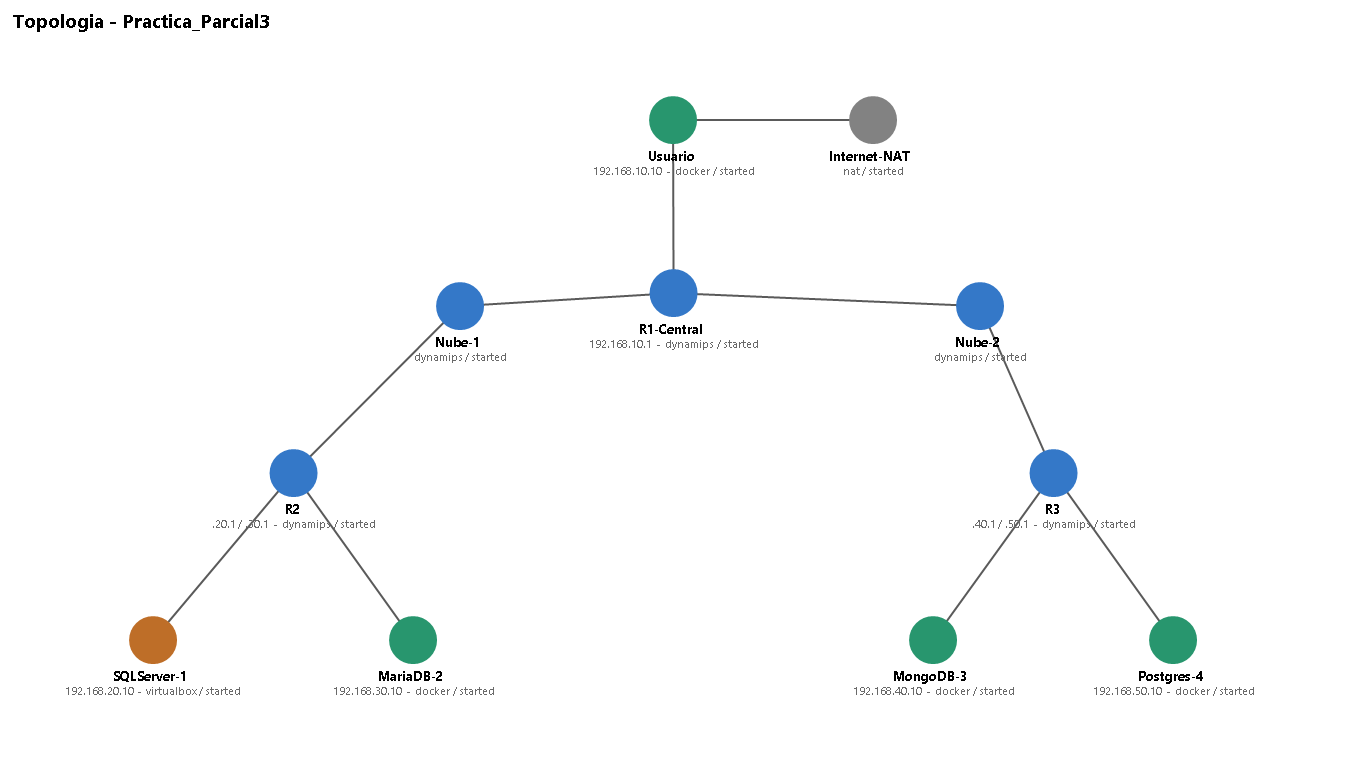 Topologia - Practica_Parcial3
Usuario
192.168.10.10 - docker / started
Internet-NAT
nat / started
Nube-1
dynamips / started
R1-Central
192.168.10.1 - dynamips / started
Nube-2
dynamips / started
R2
.20.1 / .30.1 - dynamips / started
R3
.40.1 / .50.1 - dynamips / started
SQLServer-1
192.168.20.10 - virtualbox / started
MariaDB-2
192.168.30.10 - docker / started
MongoDB-3
192.168.40.10 - docker / started
Postgres-4
192.168.50.10 - docker / started